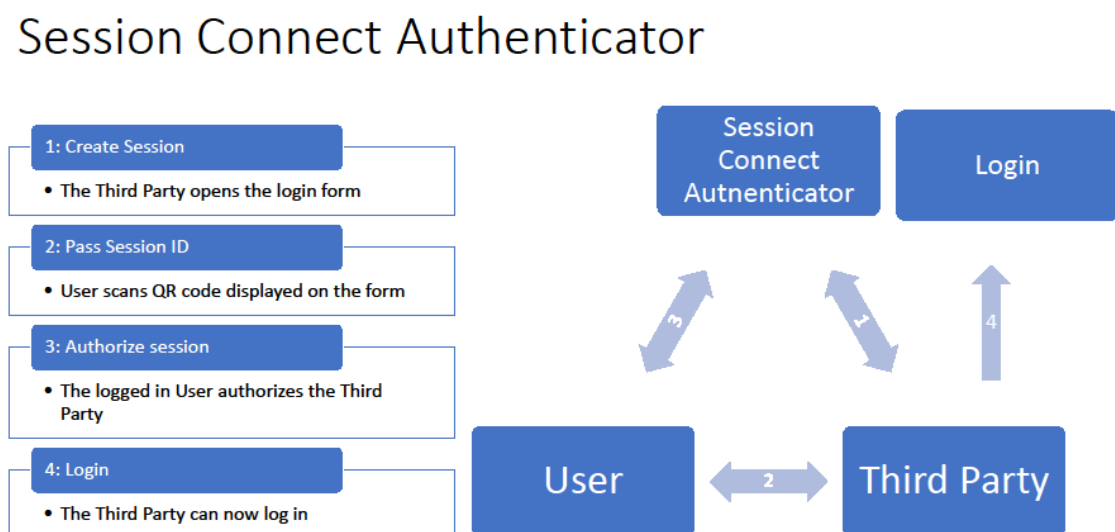 Session Connect Authenticator
1: Create Session
• The Third Party opens the login form
2: Pass Session ID
• User scans QR code displayed on the form
3: Authorize session
• The logged in User authorizes the Third
Party
4: Login
• The Third Party can now log in
Session
Connect
Autnenticator
Login
3
1
4
User
2
Third Party